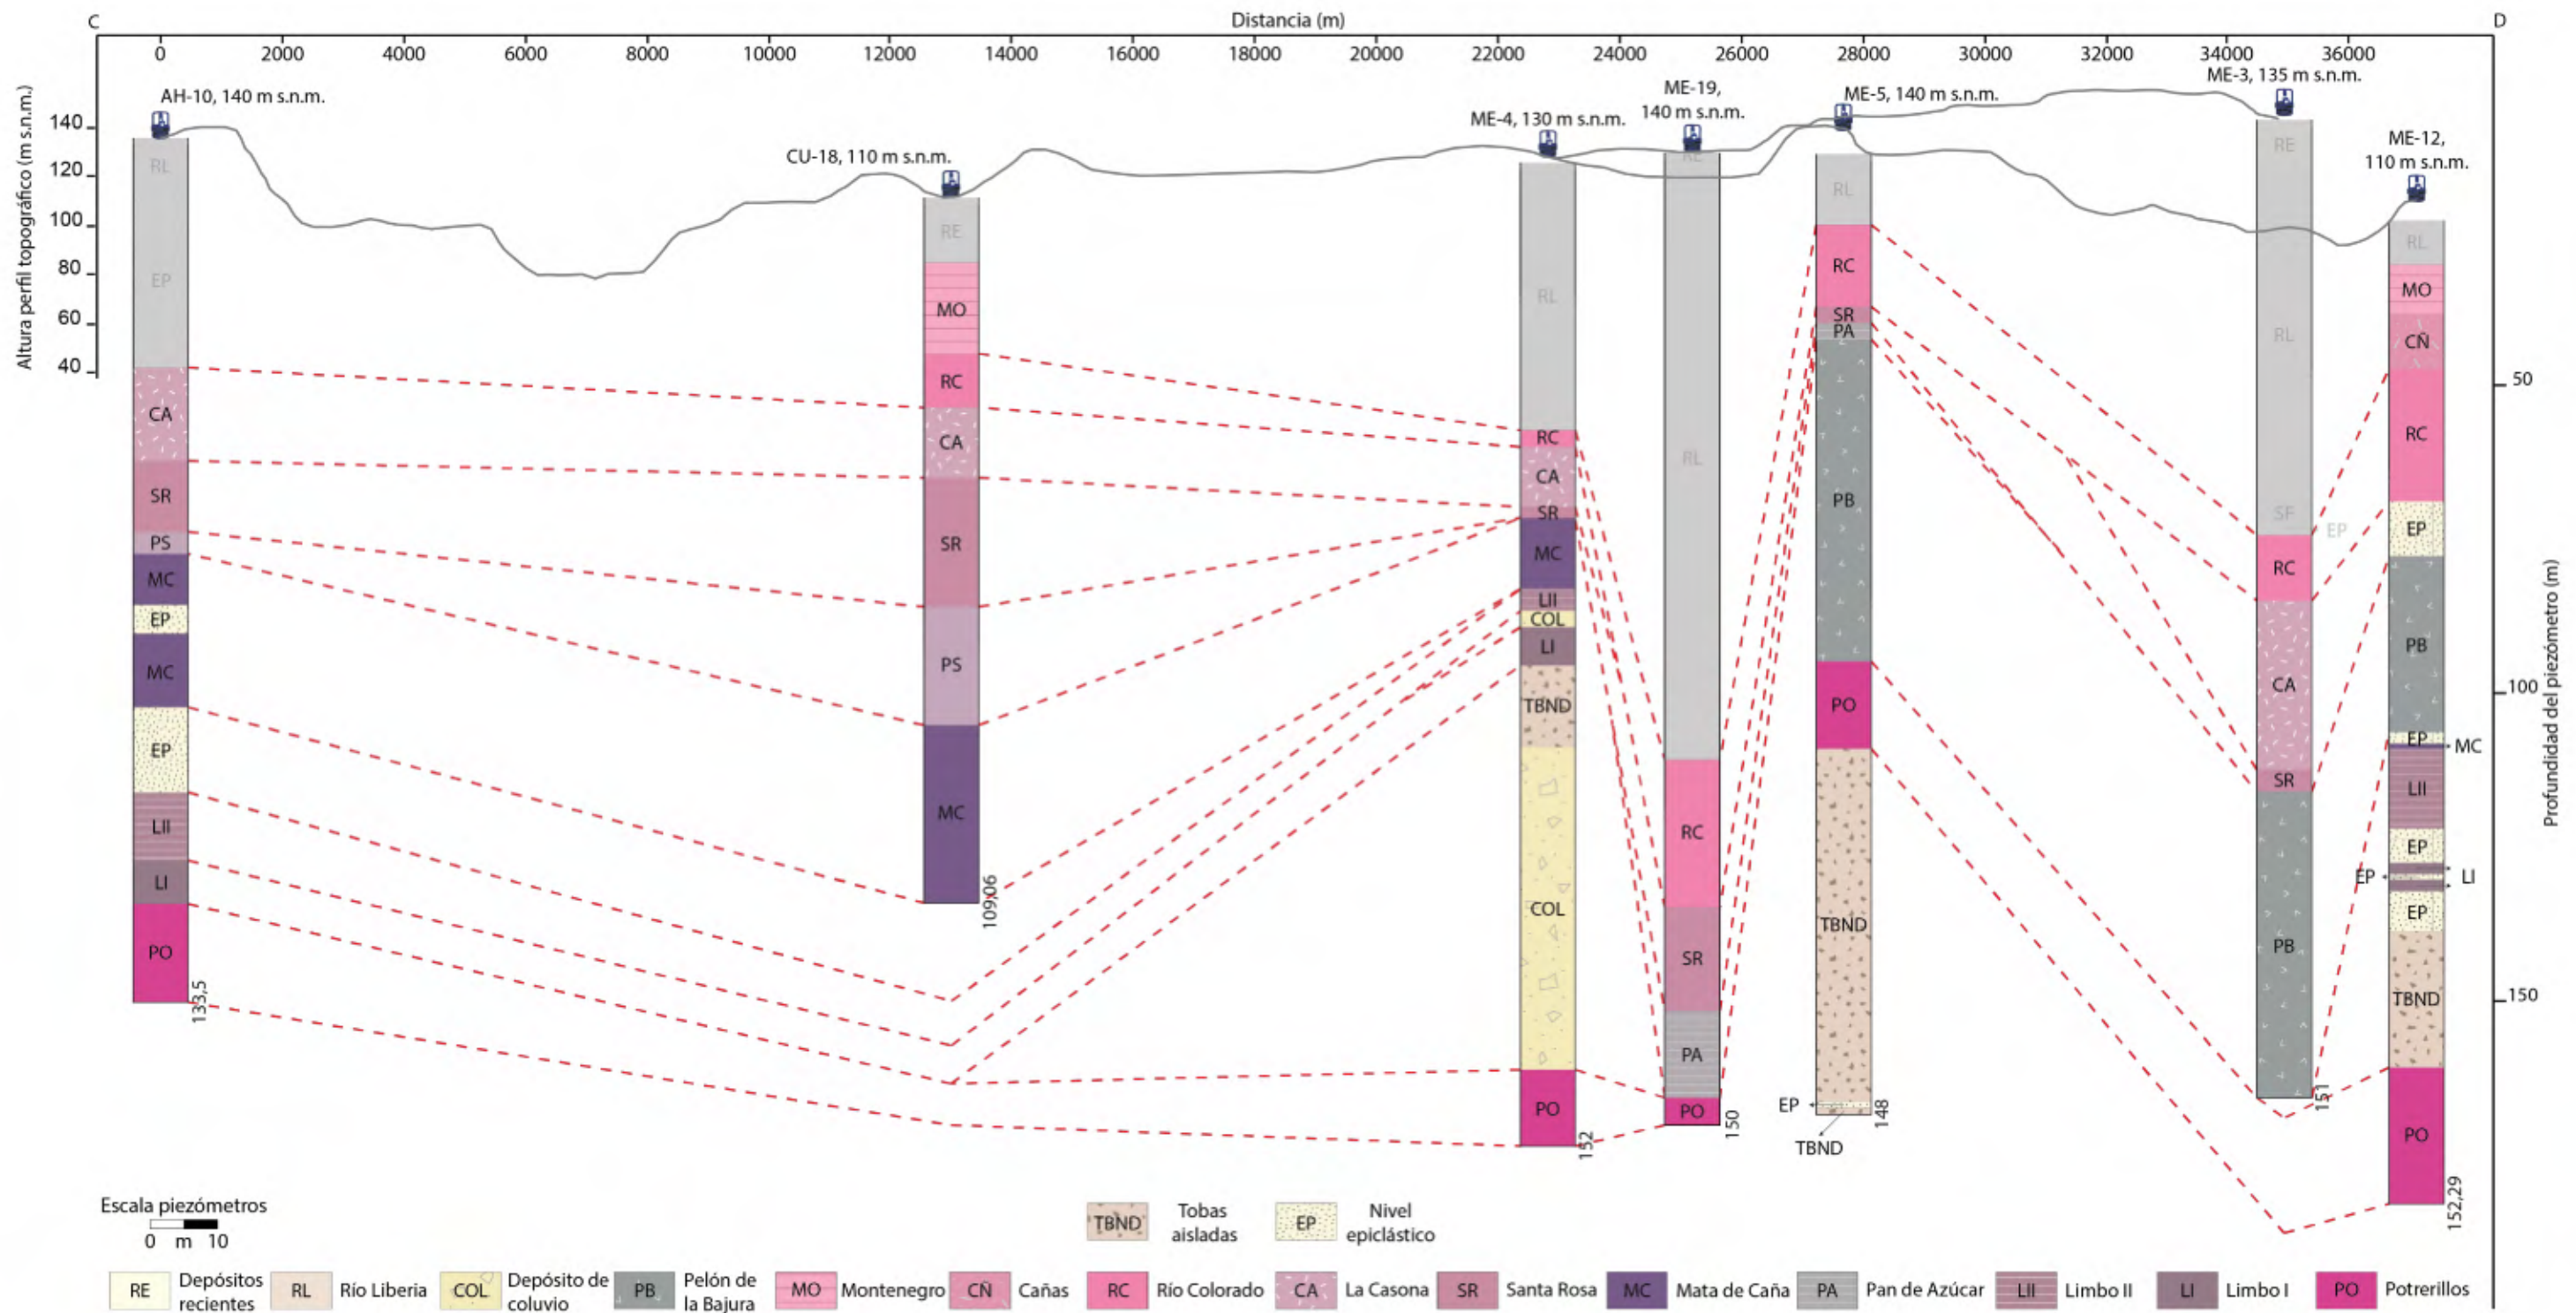 C Distancia (m) D
0 2000 4000 6000 8000 10000 12000 14000 16000 18000 20000 22000 24000 26000 28000 30000 32000 34000 36000
Altura perfil topográfico (m s.n.m.)
140
120
100
80
60
40
Profundidad del piezómetro (m)
50
100
150
AH-10, 140 m s.n.m.
RL
EP
CA
SR
PS
MC
EP
MC
EP
LII
LI
PO
133,5
CU-18, 110 m s.n.m.
RE
MO
RC
CA
SR
PS
MC
109,06
ME-4, 130 m s.n.m.
RL
RC
CA
SR
MC
LII
COL
LI
TBND
COL
PO
152
ME-19,
140 m s.n.m.
RE
RL
RC
SR
PA
PO
150
ME-5, 140 m s.n.m.
RL
RC
SR
PA
PB
PO
TBND
EP
TBND
148
ME-3, 135 m s.n.m.
RE
RL
SF
EP
RC
CA
SR
PB
151
ME-12,
110 m s.n.m.
RL
MO
CÑ
RC
EP
PB
EP
MC
LII
EP
EP
LI
EP
TBND
PO
152,29
Escala piezómetros
0 m 10
TBND Tobas
aisladas
EP Nivel
epiclástico
RE Depósitos
recientes
RL Río Liberia
COL Depósito de
coluvio
PB Pelón de
la Bajura
MO Montenegro
CÑ Cañas
RC Río Colorado
CA La Casona
SR Santa Rosa
MC Mata de Caña
PA Pan de Azúcar
LII Limbo II
LI Limbo I
PO Potrerillos